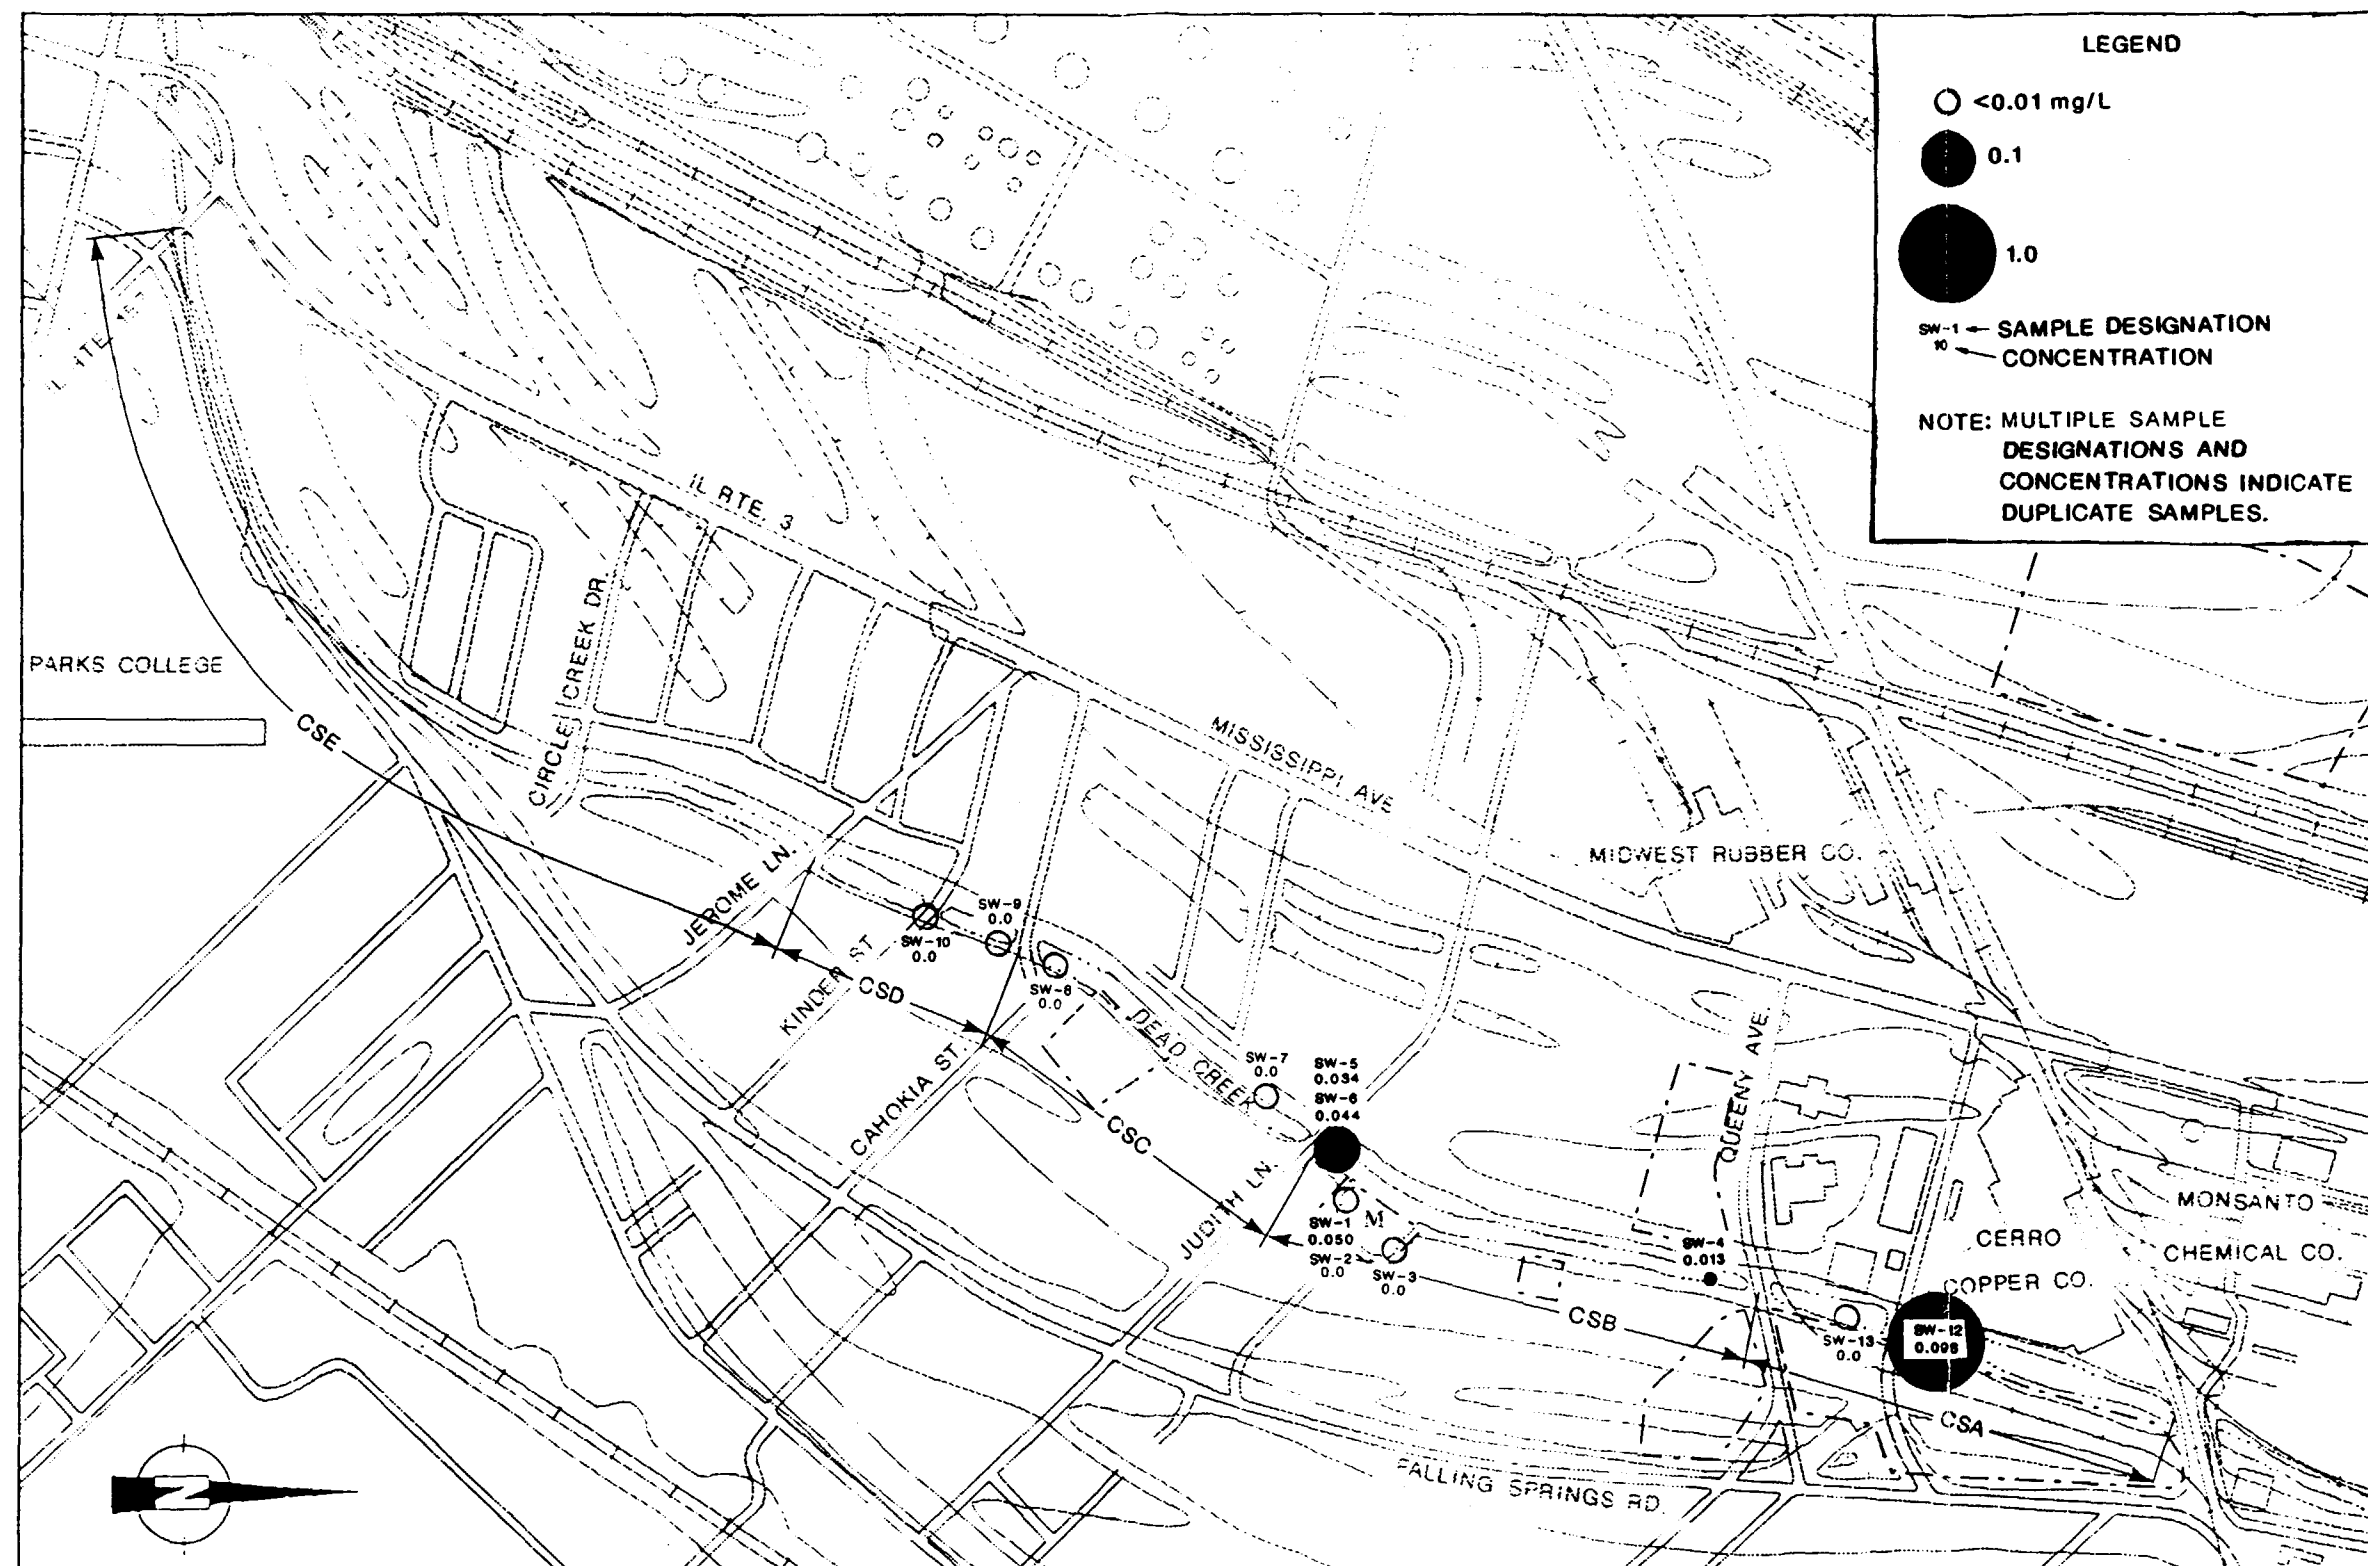 LEGEND
<0.01 mg/L
0.1
1.0
SW-1 SAMPLE DESIGNATION
10 CONCENTRATION
NOTE: MULTIPLE SAMPLE
DESIGNATIONS AND
CONCENTRATIONS INDICATE
DUPLICATE SAMPLES.
IL RTE. 3
CIRCLE CREEK DR.
PARKS COLLEGE
CSE
MISSISSIPPI AVE
MIDWEST RUBBER CO.
JEROME LN.
SW-9
0.0
SW-10
0.0
KINDER ST
CSD
SW-8
0.0
DEAD CREEK
CAHOKIA ST.
CSC
SW-7
0.0
SW-5
0.034
SW-6
0.044
QUEENY AVE.
JUDITH LN.
M
SW-1
0.050
SW-2
0.0
SW-3
0.0
SW-4
0.013
MONSANTO
CHEMICAL CO.
CERRO
COPPER CO.
CSB
SW-13
0.0
SW-12
CSA
FALLING SPRINGS RD.
N